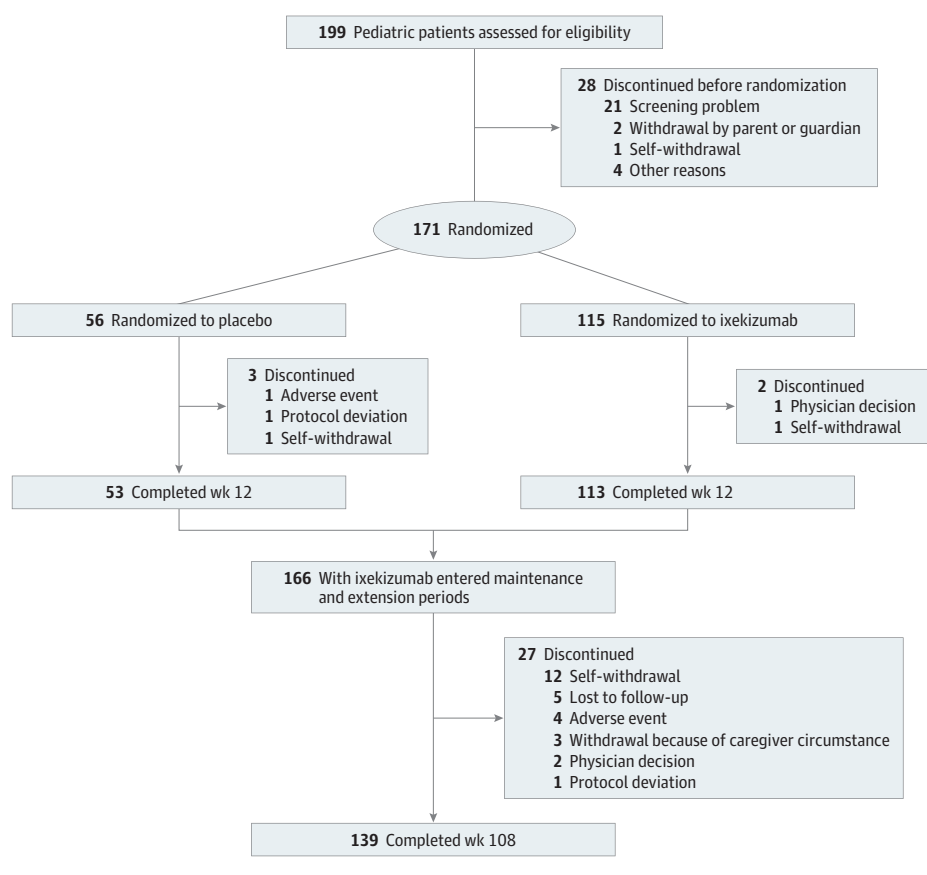 199 Pediatric patients assessed for eligibility
28 Discontinued before randomization
21 Screening problem
2 Withdrawal by parent or guardian
1 Self-withdrawal
4 Other reasons
171 Randomized
56 Randomized to placebo
115 Randomized to ixekizumab
3 Discontinued
1 Adverse event
1 Protocol deviation
1 Self-withdrawal
2 Discontinued
1 Physician decision
1 Self-withdrawal
53 Completed wk 12
113 Completed wk 12
166 With ixekizumab entered maintenance
and extension periods
27 Discontinued
12 Self-withdrawal
5 Lost to follow-up
4 Adverse event
3 Withdrawal because of caregiver circumstance
2 Physician decision
1 Protocol deviation
139 Completed wk 108